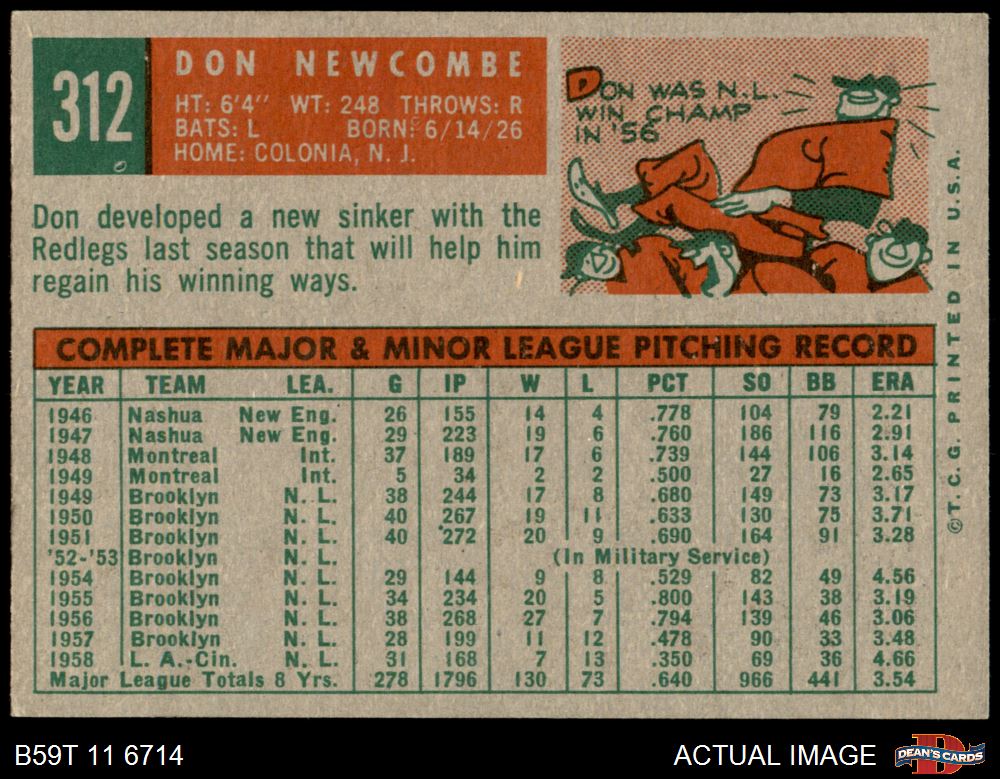 312
DON NEWCOMBE
HT: 6'4" WT: 248 THROWS: R
BATS: L BORN: 6/14/26
HOME: COLONIA, N. J.
DON WAS N.L.
WIN CHAMP
IN '56
Don developed a new sinker with the
Redlegs last season that will help him
regain his winning ways.
COMPLETE MAJOR & MINOR LEAGUE PITCHING RECORD
YEAR TEAM LEA. G IP W L PCT SO BB ERA
1946 Nashua New Eng. 26 155 14 4 .778 104 79 2.21
1947 Nashua New Eng. 29 223 19 6 .760 186 116 2.91
1948 Montreal Int. 37 189 17 6 .739 144 106 3.14
1949 Montreal Int. 5 34 2 2 .500 27 16 2.65
1949 Brooklyn N. L. 38 244 17 8 .680 149 73 3.17
1950 Brooklyn N. L. 40 267 19 11 .633 130 75 3.71
1951 Brooklyn N. L. 40 272 20 9 .690 164 91 3.28
'52-'53 Brooklyn N. L. (In Military Service)
1954 Brooklyn N. L. 29 144 9 8 .529 82 49 4.56
1955 Brooklyn N. L. 34 234 20 5 .800 143 38 3.19
1956 Brooklyn N. L. 38 268 27 7 .794 139 46 3.06
1957 Brooklyn N. L. 28 199 11 12 .478 90 33 3.48
1958 L. A.-Cin. N. L. 31 168 7 13 .350 69 36 4.66
Major League Totals 8 Yrs. 278 1796 130 73 .640 966 441 3.54
©T. C. G. PRINTED IN U.S.A.
B59T 11 6714
ACTUAL IMAGE
DEAN'S CARDS